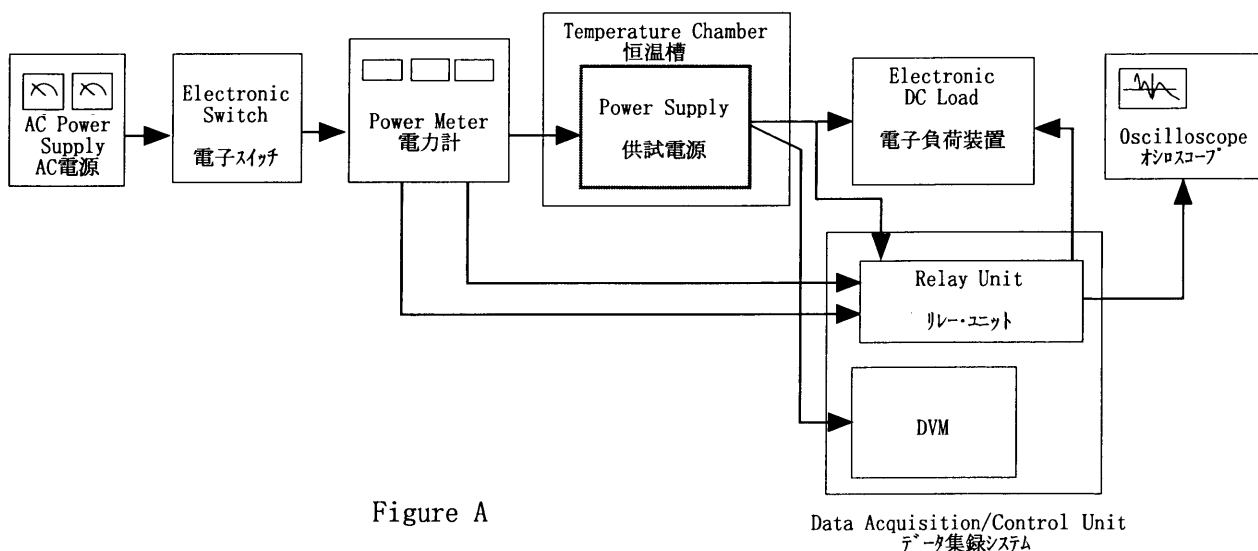 AC Power
Supply
AC電源
Electronic
Switch
電子スイッチ
Power Meter
電力計
Temperature Chamber
恒温槽
Power Supply
供試電源
Electronic
DC Load
電子負荷装置
Oscilloscope
オシロスコープ
Relay Unit
リレー・ユニット
DVM
Data Acquisition/Control Unit
データ集録システム
Figure A